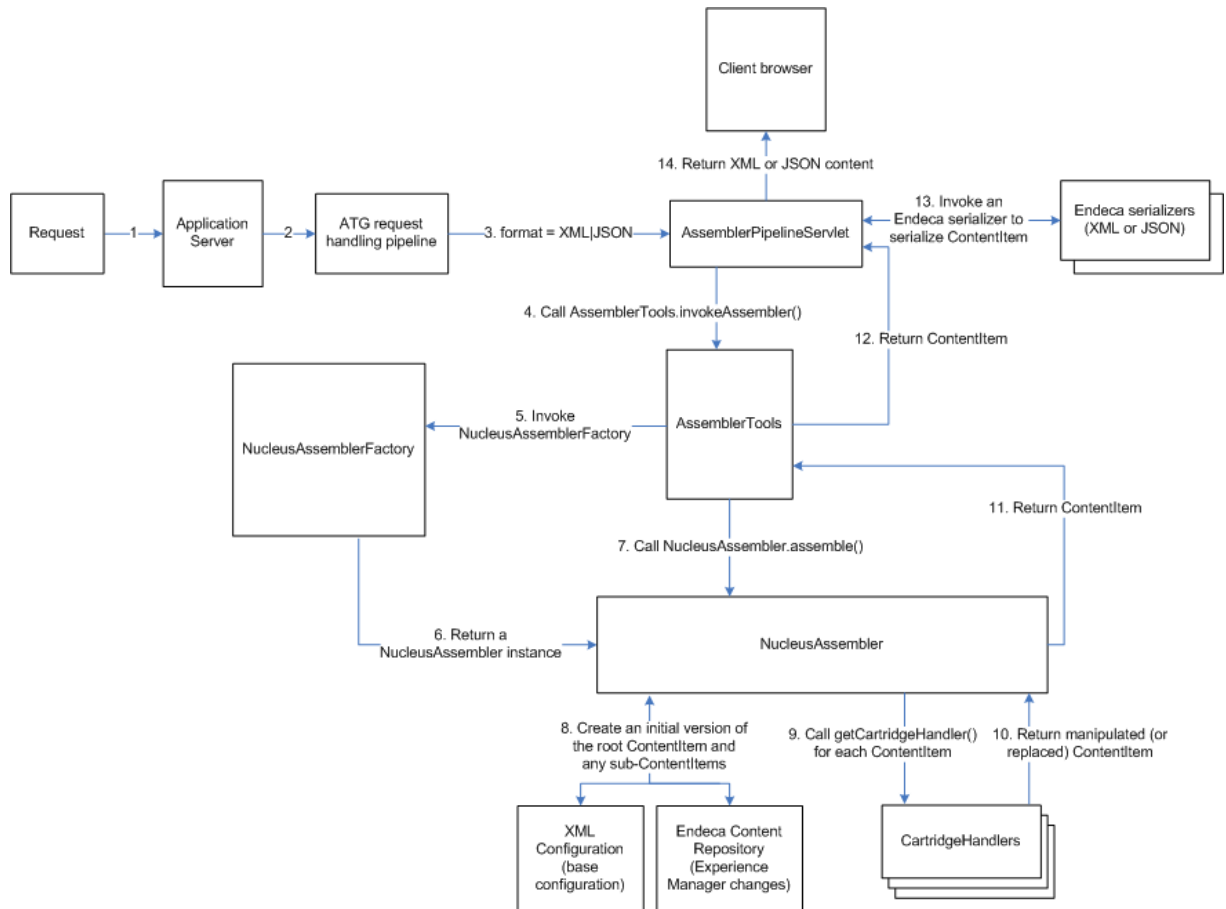 Client browser
14. Return XML or JSON content
Request
1
Application
Server
2
ATG request
handling pipeline
3. format = XML|JSON
AssemblerPipelineServlet
13. Invoke an
Endeca serializer to
serialize ContentItem
Endeca serializers
(XML or JSON)
4. Call AssemblerTools.invokeAssembler()
12. Return ContentItem
NucleusAssemblerFactory
5. Invoke
NucleusAssemblerFactory
AssemblerTools
11. Return ContentItem
7. Call NucleusAssembler.assemble()
6. Return a
NucleusAssembler instance
NucleusAssembler
8. Create an initial version of
the root ContentItem and
any sub-ContentItems
9. Call getCartridgeHandler()
for each ContentItem
10. Return manipulated (or
replaced) ContentItem
XML
Configuration
(base
configuration)
Endeca Content
Repository
(Experience
Manager changes)
CartridgeHandlers